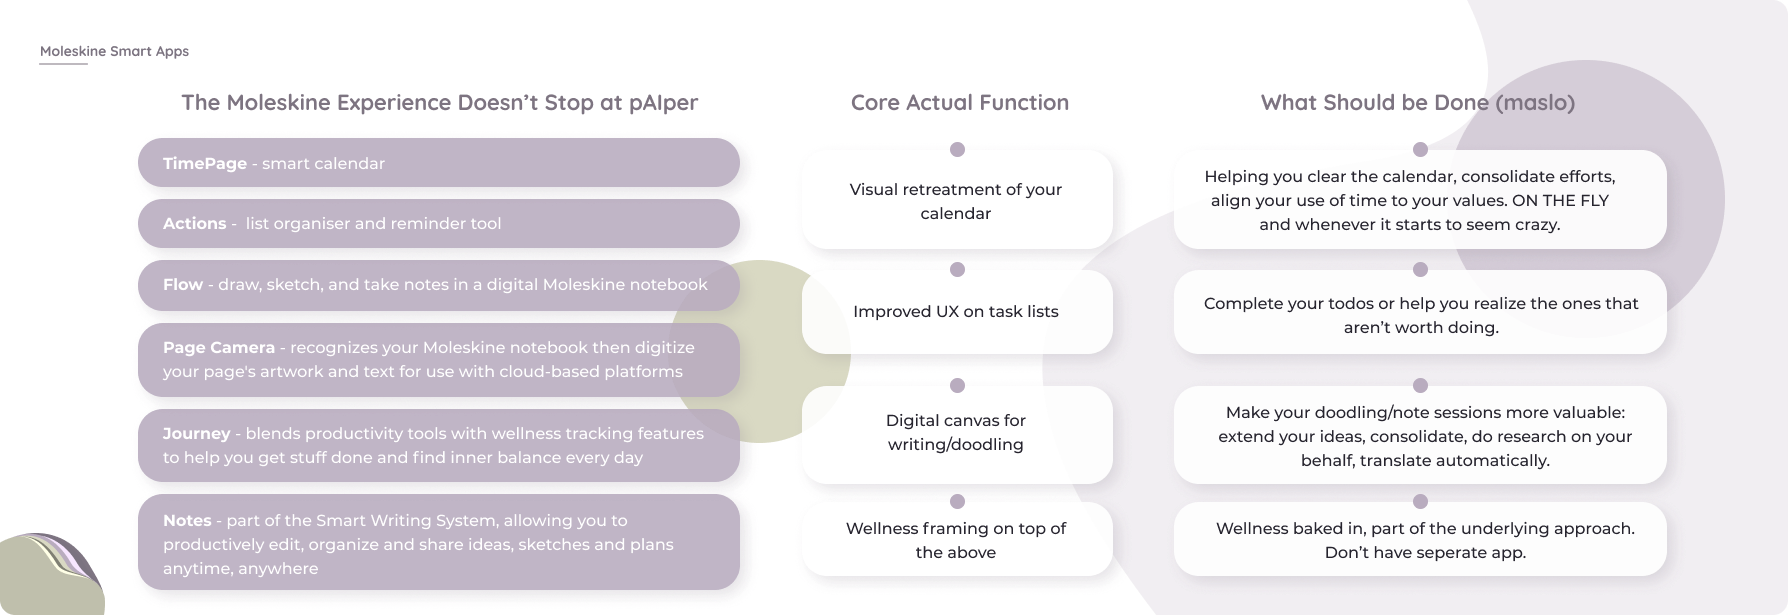 Moleskine Smart Apps
The Moleskine Experience Doesn’t Stop at pAIper
TimePage - smart calendar
Actions -  list organiser and reminder tool
Flow - draw, sketch, and take notes in a digital Moleskine notebook
Page Camera - recognizes your Moleskine notebook then digitize
your page's artwork and text for use with cloud-based platforms
Journey - blends productivity tools with wellness tracking features
to help you get stuff done and find inner balance every day
Notes - part of the Smart Writing System, allowing you to
productively edit, organize and share ideas, sketches and plans
anytime, anywhere
Core Actual Function
Visual retreatment of your
calendar
Improved UX on task lists
Digital canvas for
writing/doodling
Wellness framing on top of
the above
What Should be Done (maslo)
Helping you clear the calendar, consolidate efforts,
align your use of time to your values. ON THE FLY
and whenever it starts to seem crazy.
Complete your todos or help you realize the ones that
aren’t worth doing.
Make your doodling/note sessions more valuable:
extend your ideas, consolidate, do research on your
behalf, translate automatically.
Wellness baked in, part of the underlying approach.
Don’t have seperate app.